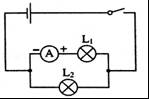 − A + L₁
L₂